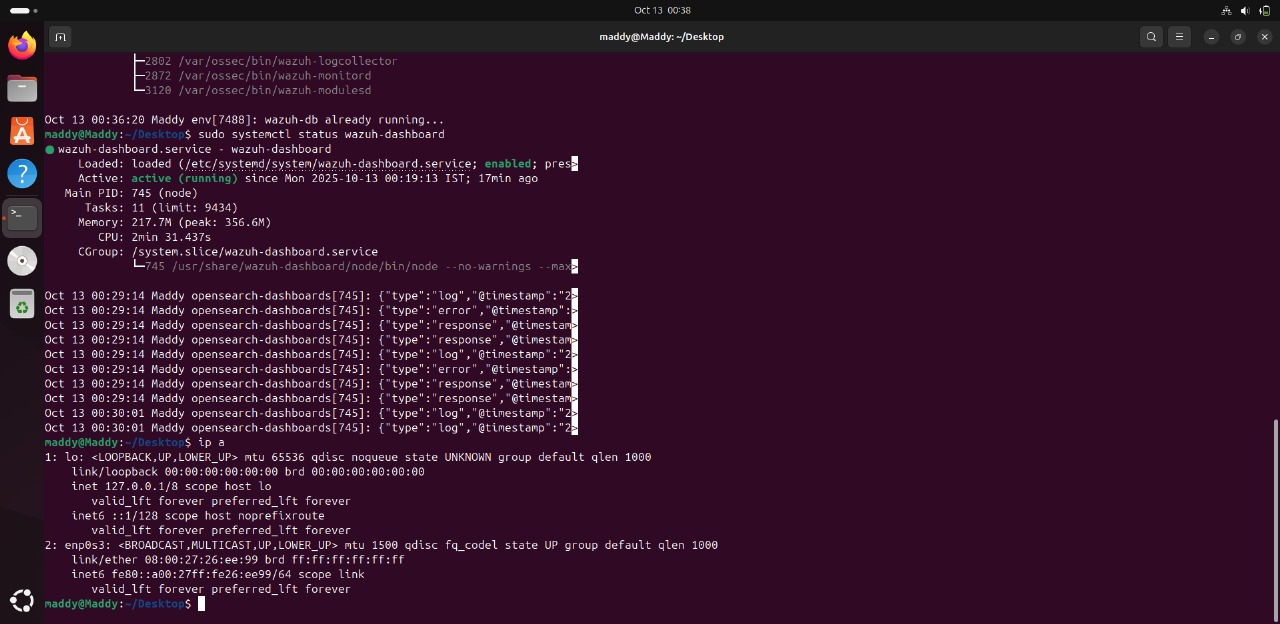 Oct 13 00:38
maddy@Maddy: ~/Desktop
├─2802 /var/ossec/bin/wazuh-logcollector
├─2872 /var/ossec/bin/wazuh-monitord
└─3120 /var/ossec/bin/wazuh-modulesd
Oct 13 00:36:20 Maddy env[7488]: wazuh-db already running...
maddy@Maddy:~/Desktop$ sudo systemctl status wazuh-dashboard
● wazuh-dashboard.service - wazuh-dashboard
Loaded: loaded (/etc/systemd/system/wazuh-dashboard.service; enabled; pres>
Active: active (running) since Mon 2025-10-13 00:19:13 IST; 17min ago
Main PID: 745 (node)
Tasks: 11 (limit: 9434)
Memory: 217.7M (peak: 356.6M)
CPU: 2min 31.437s
CGroup: /system.slice/wazuh-dashboard.service
└─745 /usr/share/wazuh-dashboard/node/bin/node --no-warnings --max>
Oct 13 00:29:14 Maddy opensearch-dashboards[745]: {"type":"log","@timestamp":"2>
Oct 13 00:29:14 Maddy opensearch-dashboards[745]: {"type":"error","@timestamp":>
Oct 13 00:29:14 Maddy opensearch-dashboards[745]: {"type":"response","@timestam>
Oct 13 00:29:14 Maddy opensearch-dashboards[745]: {"type":"response","@timestam>
Oct 13 00:29:14 Maddy opensearch-dashboards[745]: {"type":"log","@timestamp":"2>
Oct 13 00:29:14 Maddy opensearch-dashboards[745]: {"type":"error","@timestamp":>
Oct 13 00:29:14 Maddy opensearch-dashboards[745]: {"type":"response","@timestam>
Oct 13 00:29:14 Maddy opensearch-dashboards[745]: {"type":"response","@timestam>
Oct 13 00:30:01 Maddy opensearch-dashboards[745]: {"type":"log","@timestamp":"2>
Oct 13 00:30:01 Maddy opensearch-dashboards[745]: {"type":"log","@timestamp":"2>
maddy@Maddy:~/Desktop$ ip a
1: lo: <LOOPBACK,UP,LOWER_UP> mtu 65536 qdisc noqueue state UNKNOWN group default qlen 1000
link/loopback 00:00:00:00:00:00 brd 00:00:00:00:00:00
inet 127.0.0.1/8 scope host lo
valid_lft forever preferred_lft forever
inet6 ::1/128 scope host noprefixroute
valid_lft forever preferred_lft forever
2: enp0s3: <BROADCAST,MULTICAST,UP,LOWER_UP> mtu 1500 qdisc fq_codel state UP group default qlen 1000
link/ether 08:00:27:26:ee:99 brd ff:ff:ff:ff:ff:ff
inet6 fe80::a00:27ff:fe26:ee99/64 scope link
valid_lft forever preferred_lft forever
maddy@Maddy:~/Desktop$